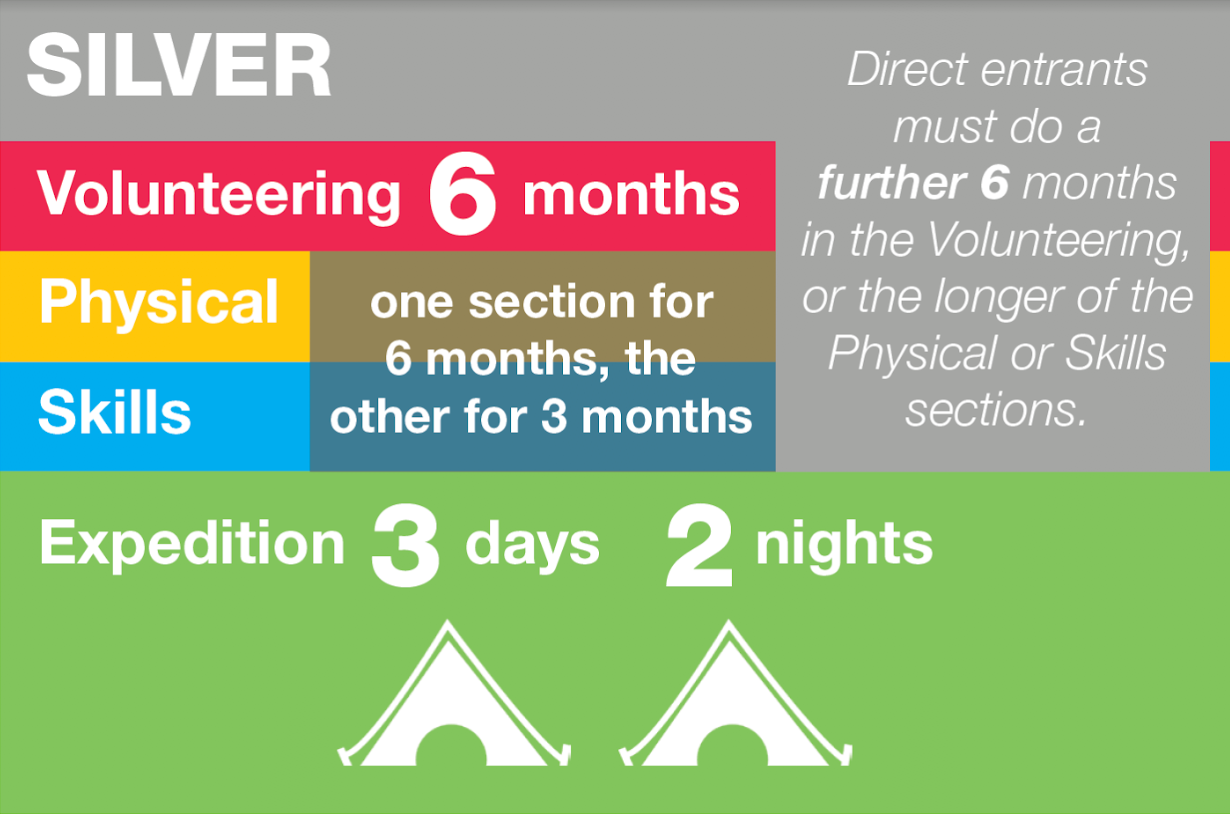 SILVER
Volunteering 6 months
Physical
Skills
one section for
6 months, the
other for 3 months
Direct entrants
must do a
further 6 months
in the Volunteering,
or the longer of the
Physical or Skills
sections.
Expedition 3 days 2 nights